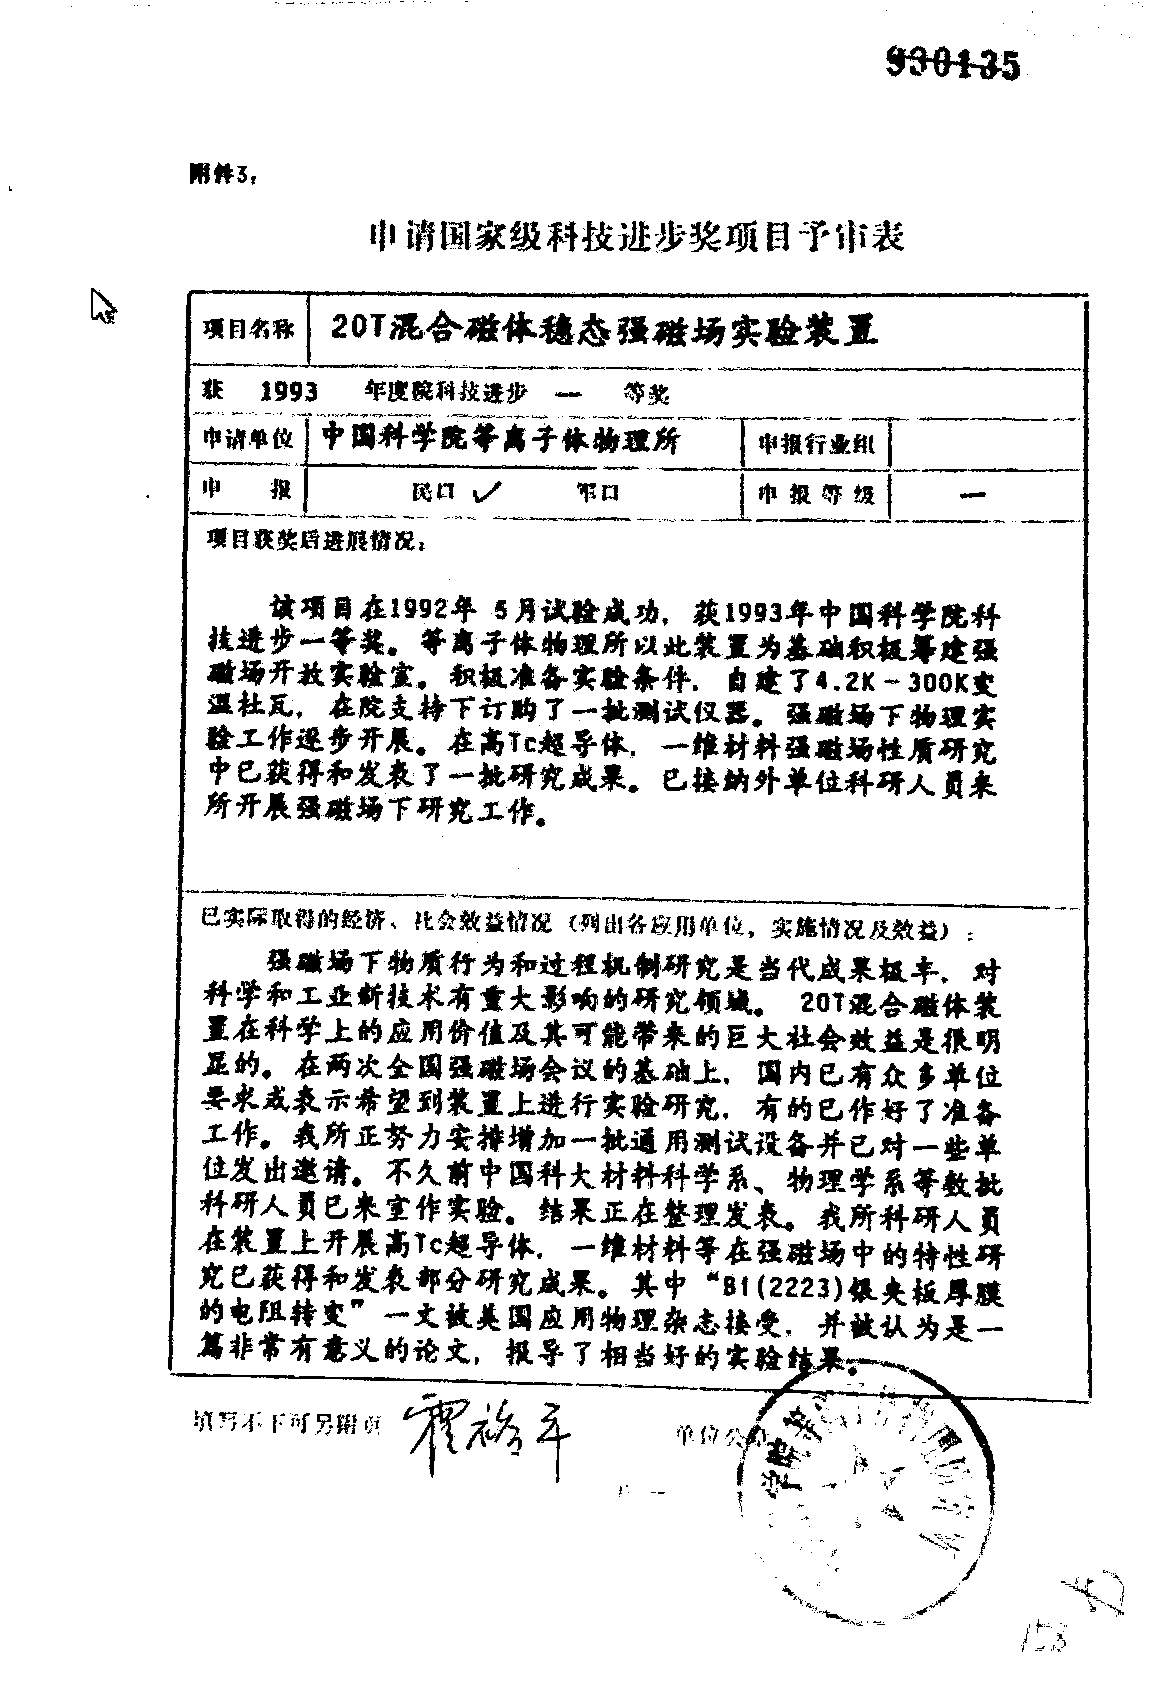 930135
附件3:
申请国家级科技进步奖项目予审表
项目名称 20T混合磁体稳态强磁场实验装置
获 1993 年度院科技进步 一 等奖
申请单位 中国科学院等离子体物理所 申报行业组
申 报 民口 ✓ 军口 申报等级 一
项目获奖后进展情况:
该项目在1992年 5月试验成功, 获1993年中国科学院科
技进步一等奖。等离子体物理所以此装置为基础积极筹建强
磁场开放实验室。积极准备实验条件, 自建了4.2K-300K变
温杜瓦, 在院支持下订购了一批测试仪器。强磁场下物理实
验工作逐步开展。在高Tc超导体, 一维材料强磁场性质研究
中已获得和发表了一批研究成果。已接纳外单位科研人员来
所开展强磁场下研究工作。
已实际取得的经济、社会效益情况(列出各应用单位,实施情况及效益):
强磁场下物质行为和过程机制研究是当代成果极丰, 对
科学和工业新技术有重大影响的研究领域。 20T混合磁体装
置在科学上的应用价值及其可能带来的巨大社会效益是很明
显的。在两次全国强磁场会议的基础上, 国内已有众多单位
要求或表示希望到装置上进行实验研究, 有的已作好了准备
工作。我所正努力安排增加一批通用测试设备并已对一些单
位发出邀请。不久前中国科大材料科学系、物理学系等数批
科研人员已来室作实验。结果正在整理发表。我所科研人员
在装置上开展高Tc超导体, 一维材料等在强磁场中的特性研
究已获得和发表部分研究成果。其中“Bi(2223)银夹板厚膜
的电阻转变”一文被美国应用物理杂志接受, 并被认为是一
篇非常有意义的论文, 报导了相当好的实验结果。
填写不下可另附页 霍裕平 单位公章
158